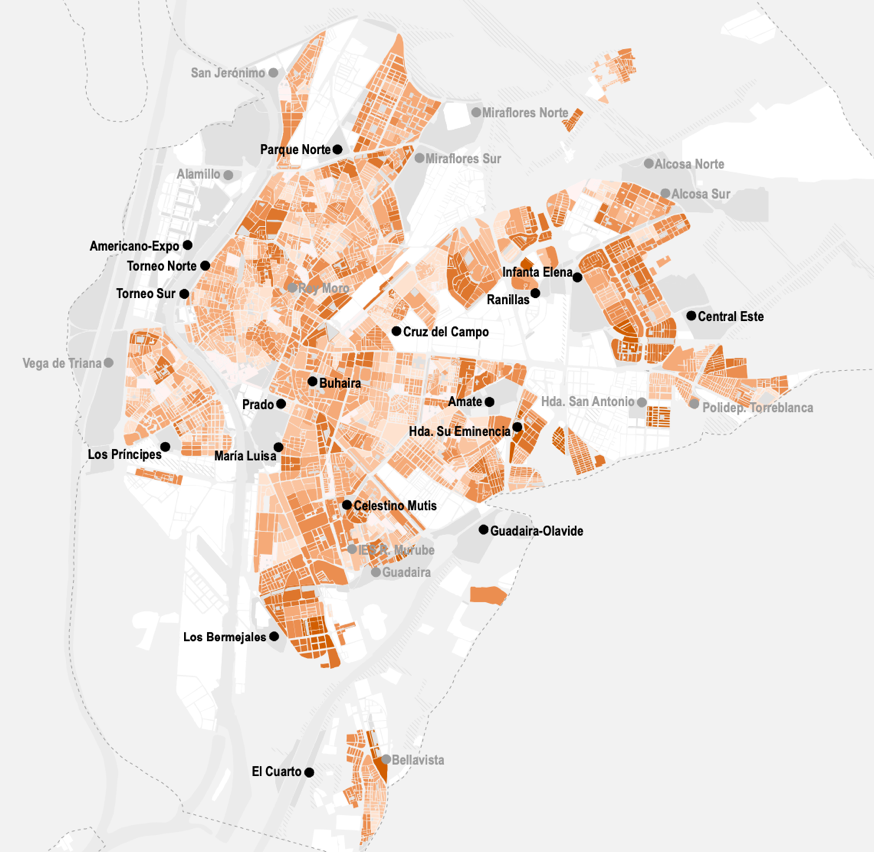 San Jerónimo
Miraflores Norte
Parque Norte
Miraflores Sur
Alcosa Norte
Alamillo
Alcosa Sur
Americano-Expo
Torneo Norte
Infanta Elena
Rey Moro
Torneo Sur
Ranillas
Central Este
Cruz del Campo
Vega de Triana
Buhaira
Prado
Amate
Hda. San Antonio
Polidep. Torreblanca
Hda. Su Eminencia
Los Príncipes
María Luisa
Celestino Mutis
Guadaira-Olavide
Murube
Guadaira
Los Bermejales
Bellavista
El Cuarto